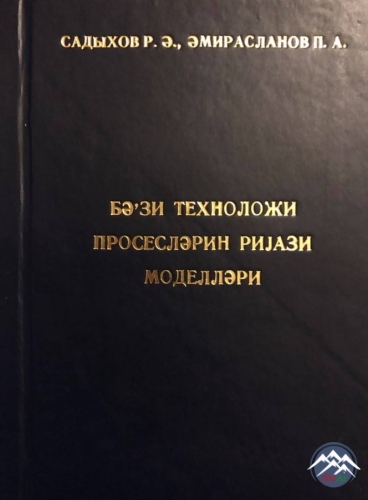 САДЫХОВ Р. Ә., ӘМИРАСЛАНОВ П. А.
БӘ'ЗИ ТЕХНОЛОЖИ
ПРОСЕСЛӘРИН РИЈАЗИ
МОДЕЛЛӘРИ